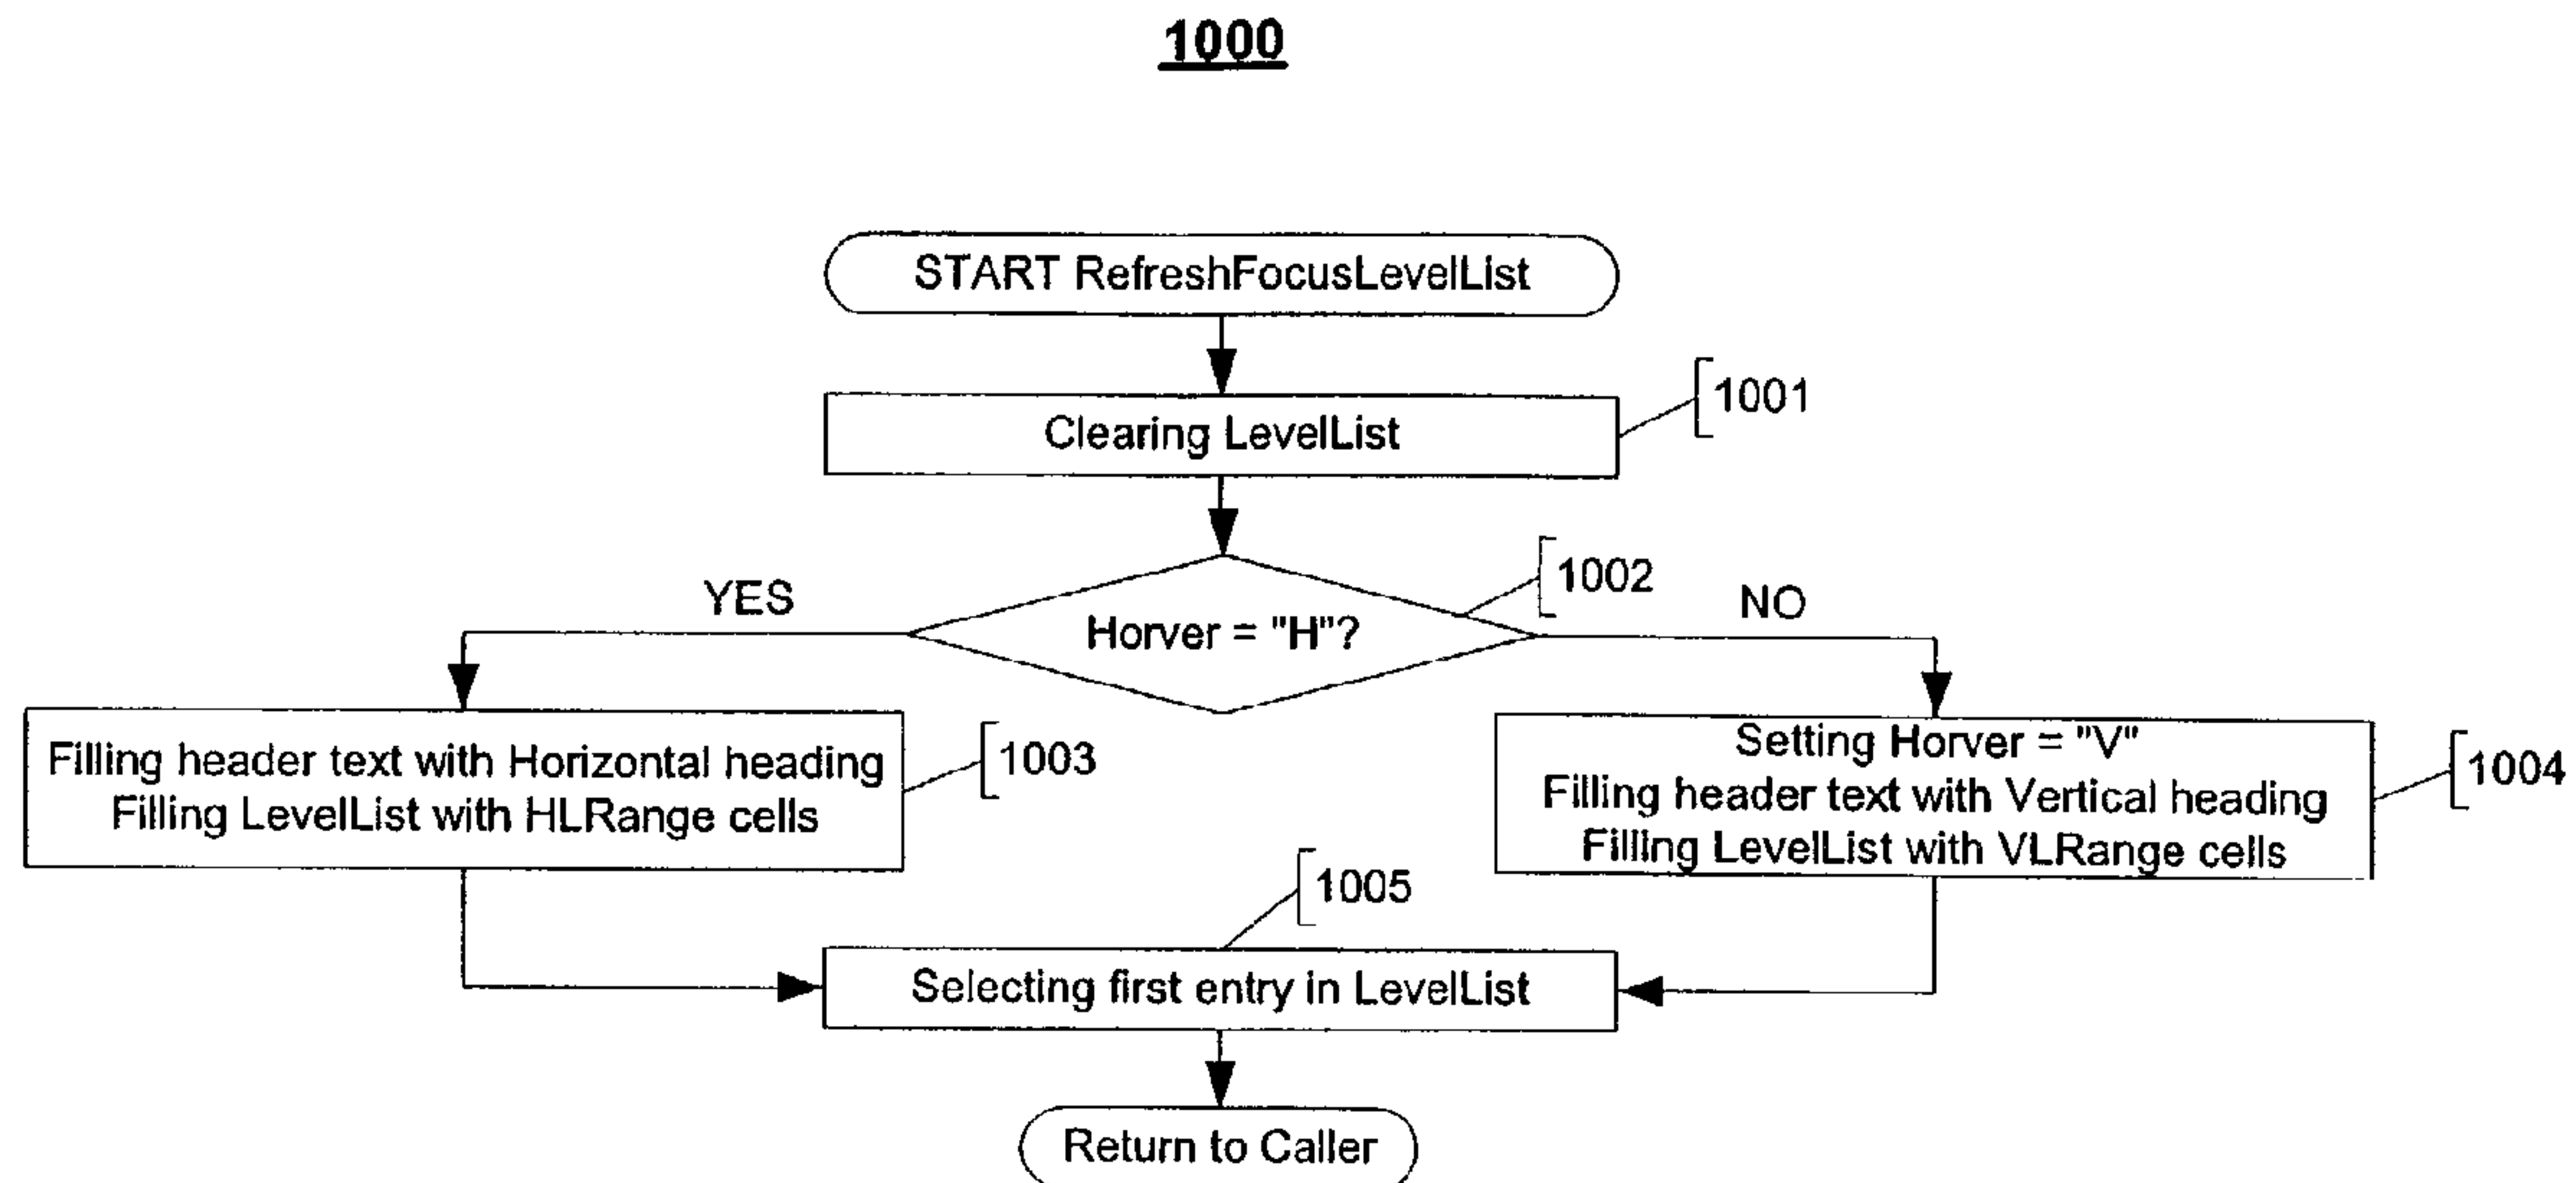 1000
START RefreshFocusLevelList
Clearing LevelList
1001
Horver = "H"?
1002
YES
NO
Filling header text with Horizontal heading
Filling LevelList with HLRange cells
1003
Setting Horver = "V"
Filling header text with Vertical heading
Filling LevelList with VLRange cells
1004
1005
Selecting first entry in LevelList
Return to Caller